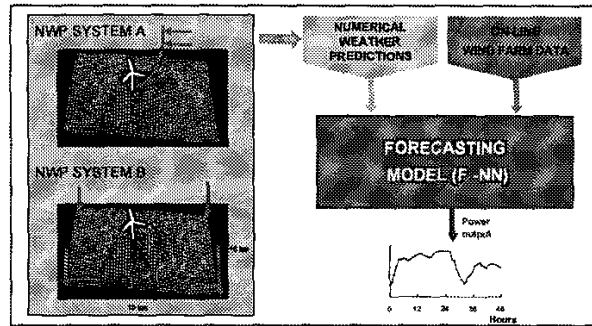 NWP SYSTEM A
NUMERICAL
WEATHER
PREDICTIONS
ON-LINE
WIND FARM DATA
FORECASTING
MODEL (F -NN)
NWP SYSTEM B
Power
output
0 12 24 36 48
Hours